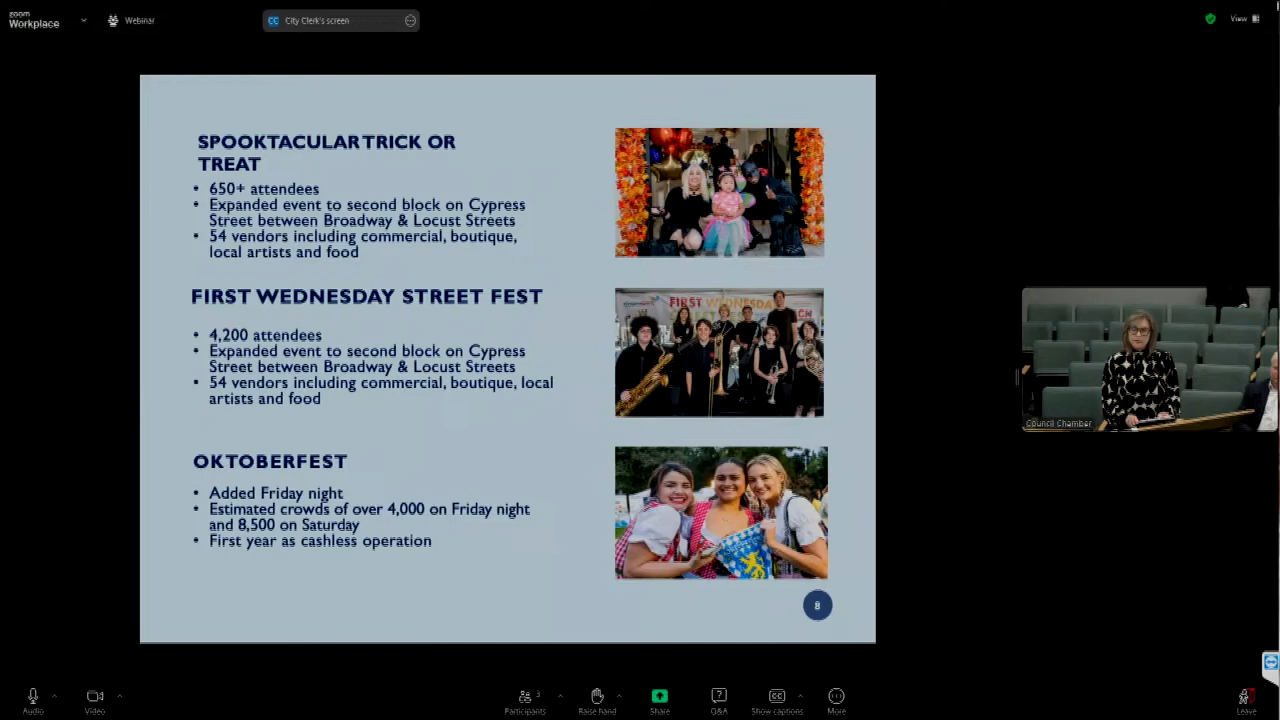 zoom
Workplace
Webinar
CC City Clerk's screen
View
SPOOKTACULAR TRICK OR
TREAT
• 650+ attendees
• Expanded event to second block on Cypress
Street between Broadway & Locust Streets
• 54 vendors including commercial, boutique,
local artists and food
FIRST WEDNESDAY STREET FEST
• 4,200 attendees
• Expanded event to second block on Cypress
Street between Broadway & Locust Streets
• 54 vendors including commercial, boutique, local
artists and food
FIRST WEDNESDAY
OKTOBERFEST
• Added Friday night
• Estimated crowds of over 4,000 on Friday night
and 8,500 on Saturday
• First year as cashless operation
8
Council Chamber
Audio
Video
Participants 3
Raise hand
Share
Q&A
Show captions
More
Leave